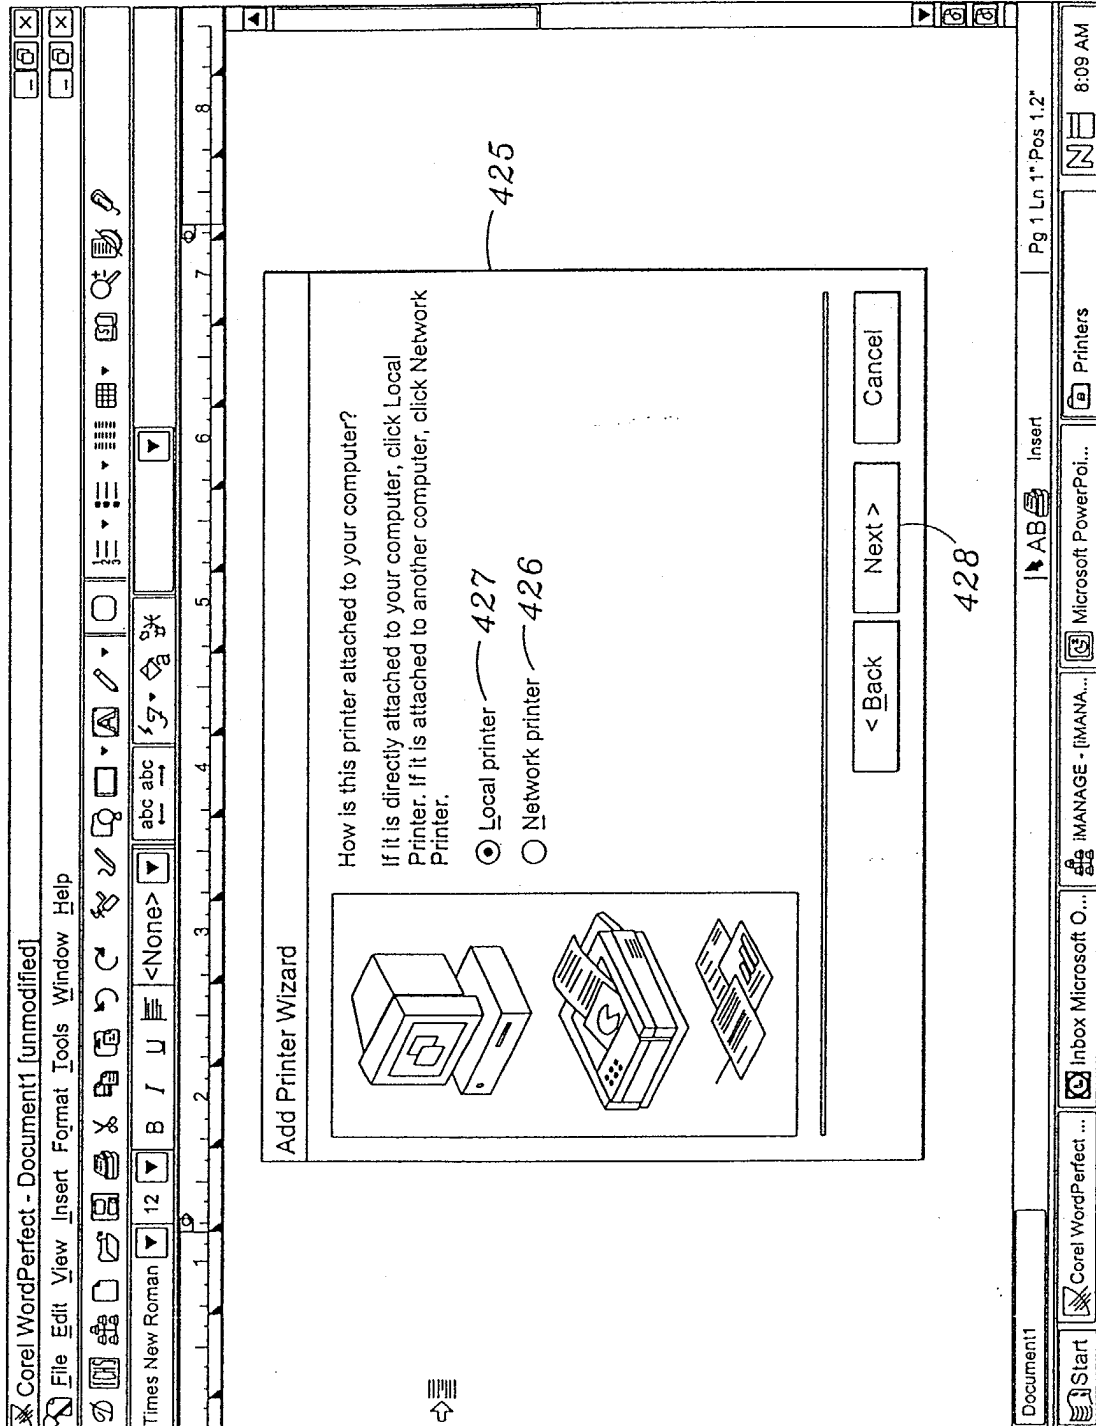 Corel WordPerfect - Document1 [unmodified]
File Edit View Insert Format Tools Window Help
Times New Roman 12 B I U <None> abc abc
1 2 3 4 5 6 7 8
Add Printer Wizard
How is this printer attached to your computer?
If it is directly attached to your computer, click Local
Printer. If it is attached to another computer, click Network
Printer.
Local printer 427
Network printer 426
425
< Back Next > Cancel
428
Document1 AB Insert Pg 1 Ln 1" Pos 1.2"
Start Corel WordPerfect ... Inbox Microsoft O... iMANAGE - [iMANA... Microsoft PowerPoi... Printers 8:09 AM